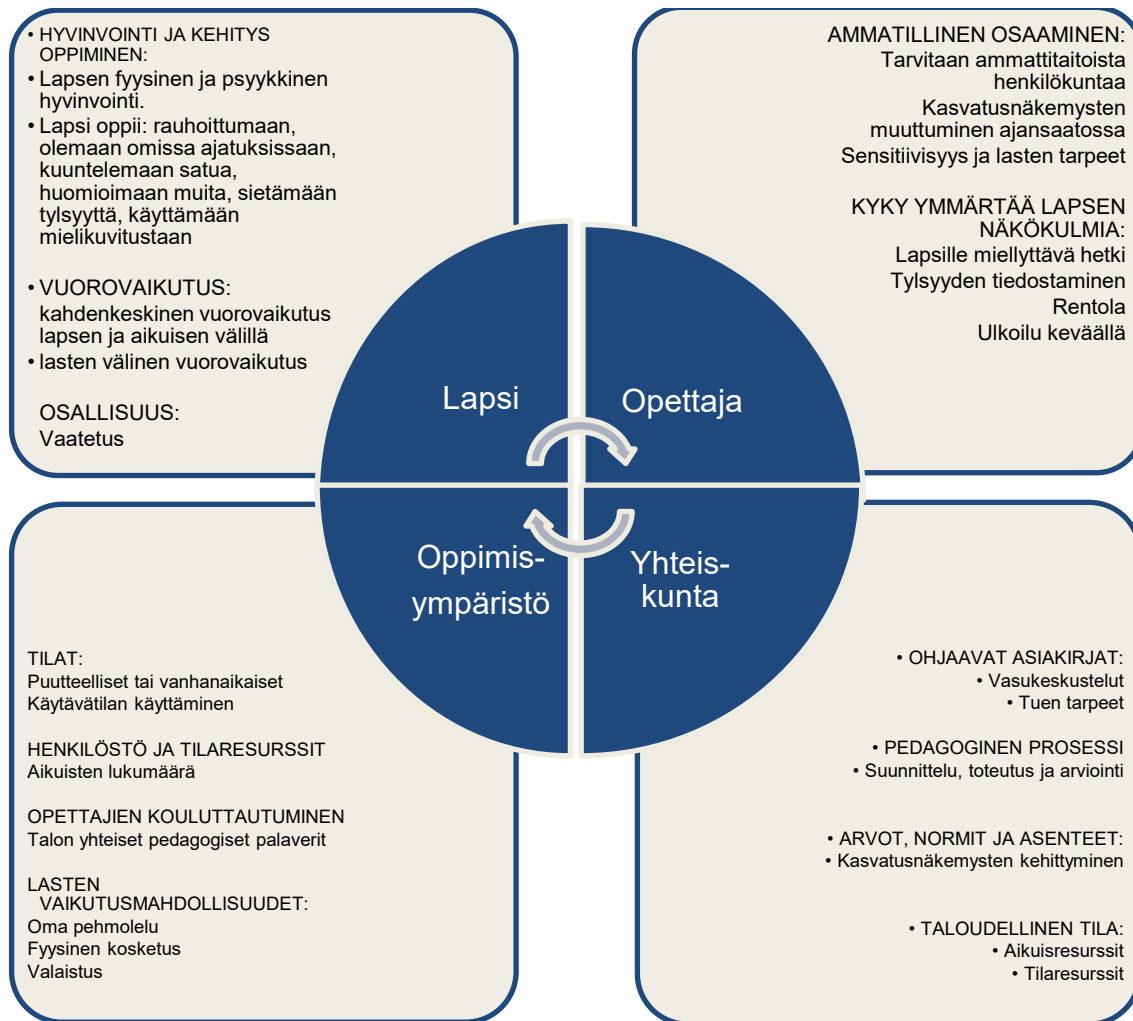 • HYVINVOINTI JA KEHITYS
OPPIMINEN:
• Lapsen fyysinen ja psyykkinen
hyvinvointi.
• Lapsi oppii: rauhoittumaan,
olemaan omissa ajatuksissaan,
kuuntelemaan satua,
huomioimaan muita, sietämään
tylsyyttä, käyttämään
mielikuvitustaan
• VUOROVAIKUTUS:
kahdenkeskinen vuorovaikutus
lapsen ja aikuisen välillä
• lasten välinen vuorovaikutus
OSALLISUUS:
Vaatetus
AMMATILLINEN OSAAMINEN:
Tarvitaan ammattitaitoista
henkilökuntaa
Kasvatusnäkemysten
muuttuminen ajansaatossa
Sensitiivisyys ja lasten tarpeet
KYKY YMMÄRTÄÄ LAPSEN
NÄKÖKULMIA:
Lapsille miellyttävä hetki
Tylsyyden tiedostaminen
Rentola
Ulkoilu keväällä
Lapsi
Opettaja
Oppimis-
ympäristö
Yhteis-
kunta
TILAT:
Puutteelliset tai vanhanaikaiset
Käytävätilan käyttäminen
HENKILÖSTÖ JA TILARESURSSIT
Aikuisten lukumäärä
OPETTAJIEN KOULUTTAUTUMINEN
Talon yhteiset pedagogiset palaverit
LASTEN
VAIKUTUSMAHDOLLISUUDET:
Oma pehmolelu
Fyysinen kosketus
Valaistus
• OHJAAVAT ASIAKIRJAT:
• Vasukeskustelut
• Tuen tarpeet
• PEDAGOGINEN PROSESSI
• Suunnittelu, toteutus ja arviointi
• ARVOT, NORMIT JA ASENTEET:
• Kasvatusnäkemysten kehittyminen
• TALOUDELLINEN TILA:
• Aikuisresurssit
• Tilaresurssit